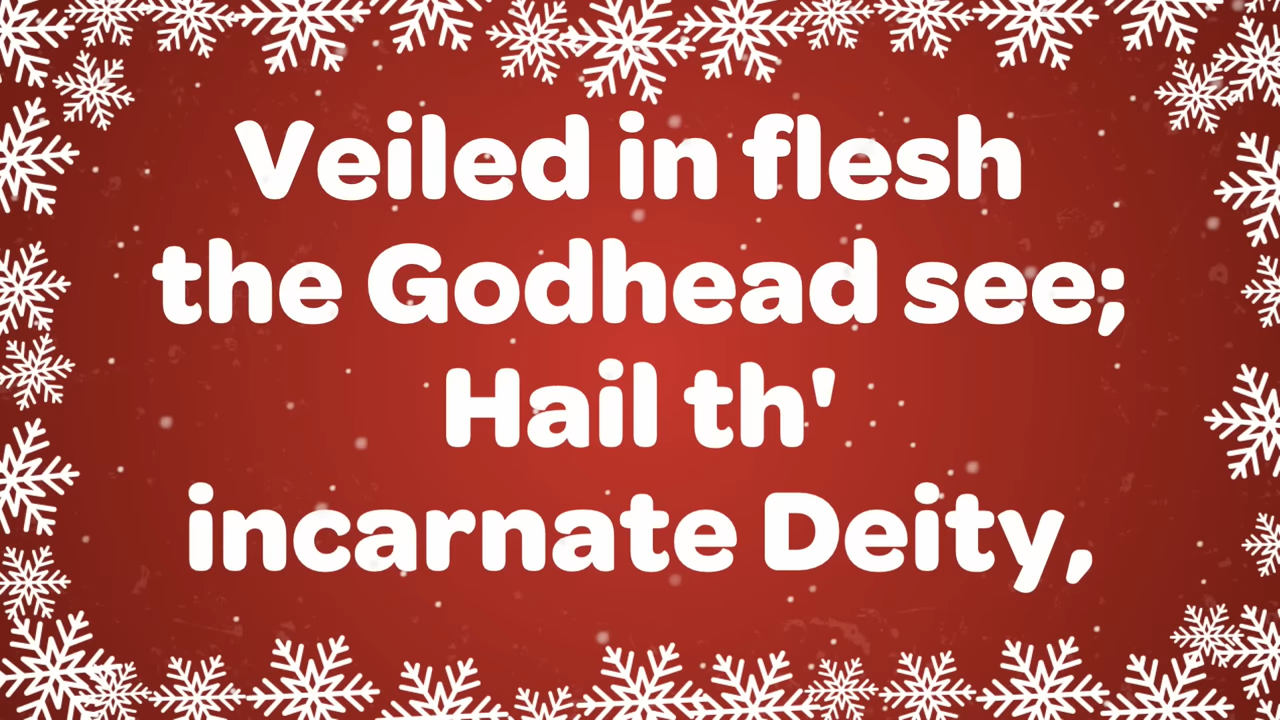 Veiled in flesh
the Godhead see;
Hail th'
incarnate Deity,